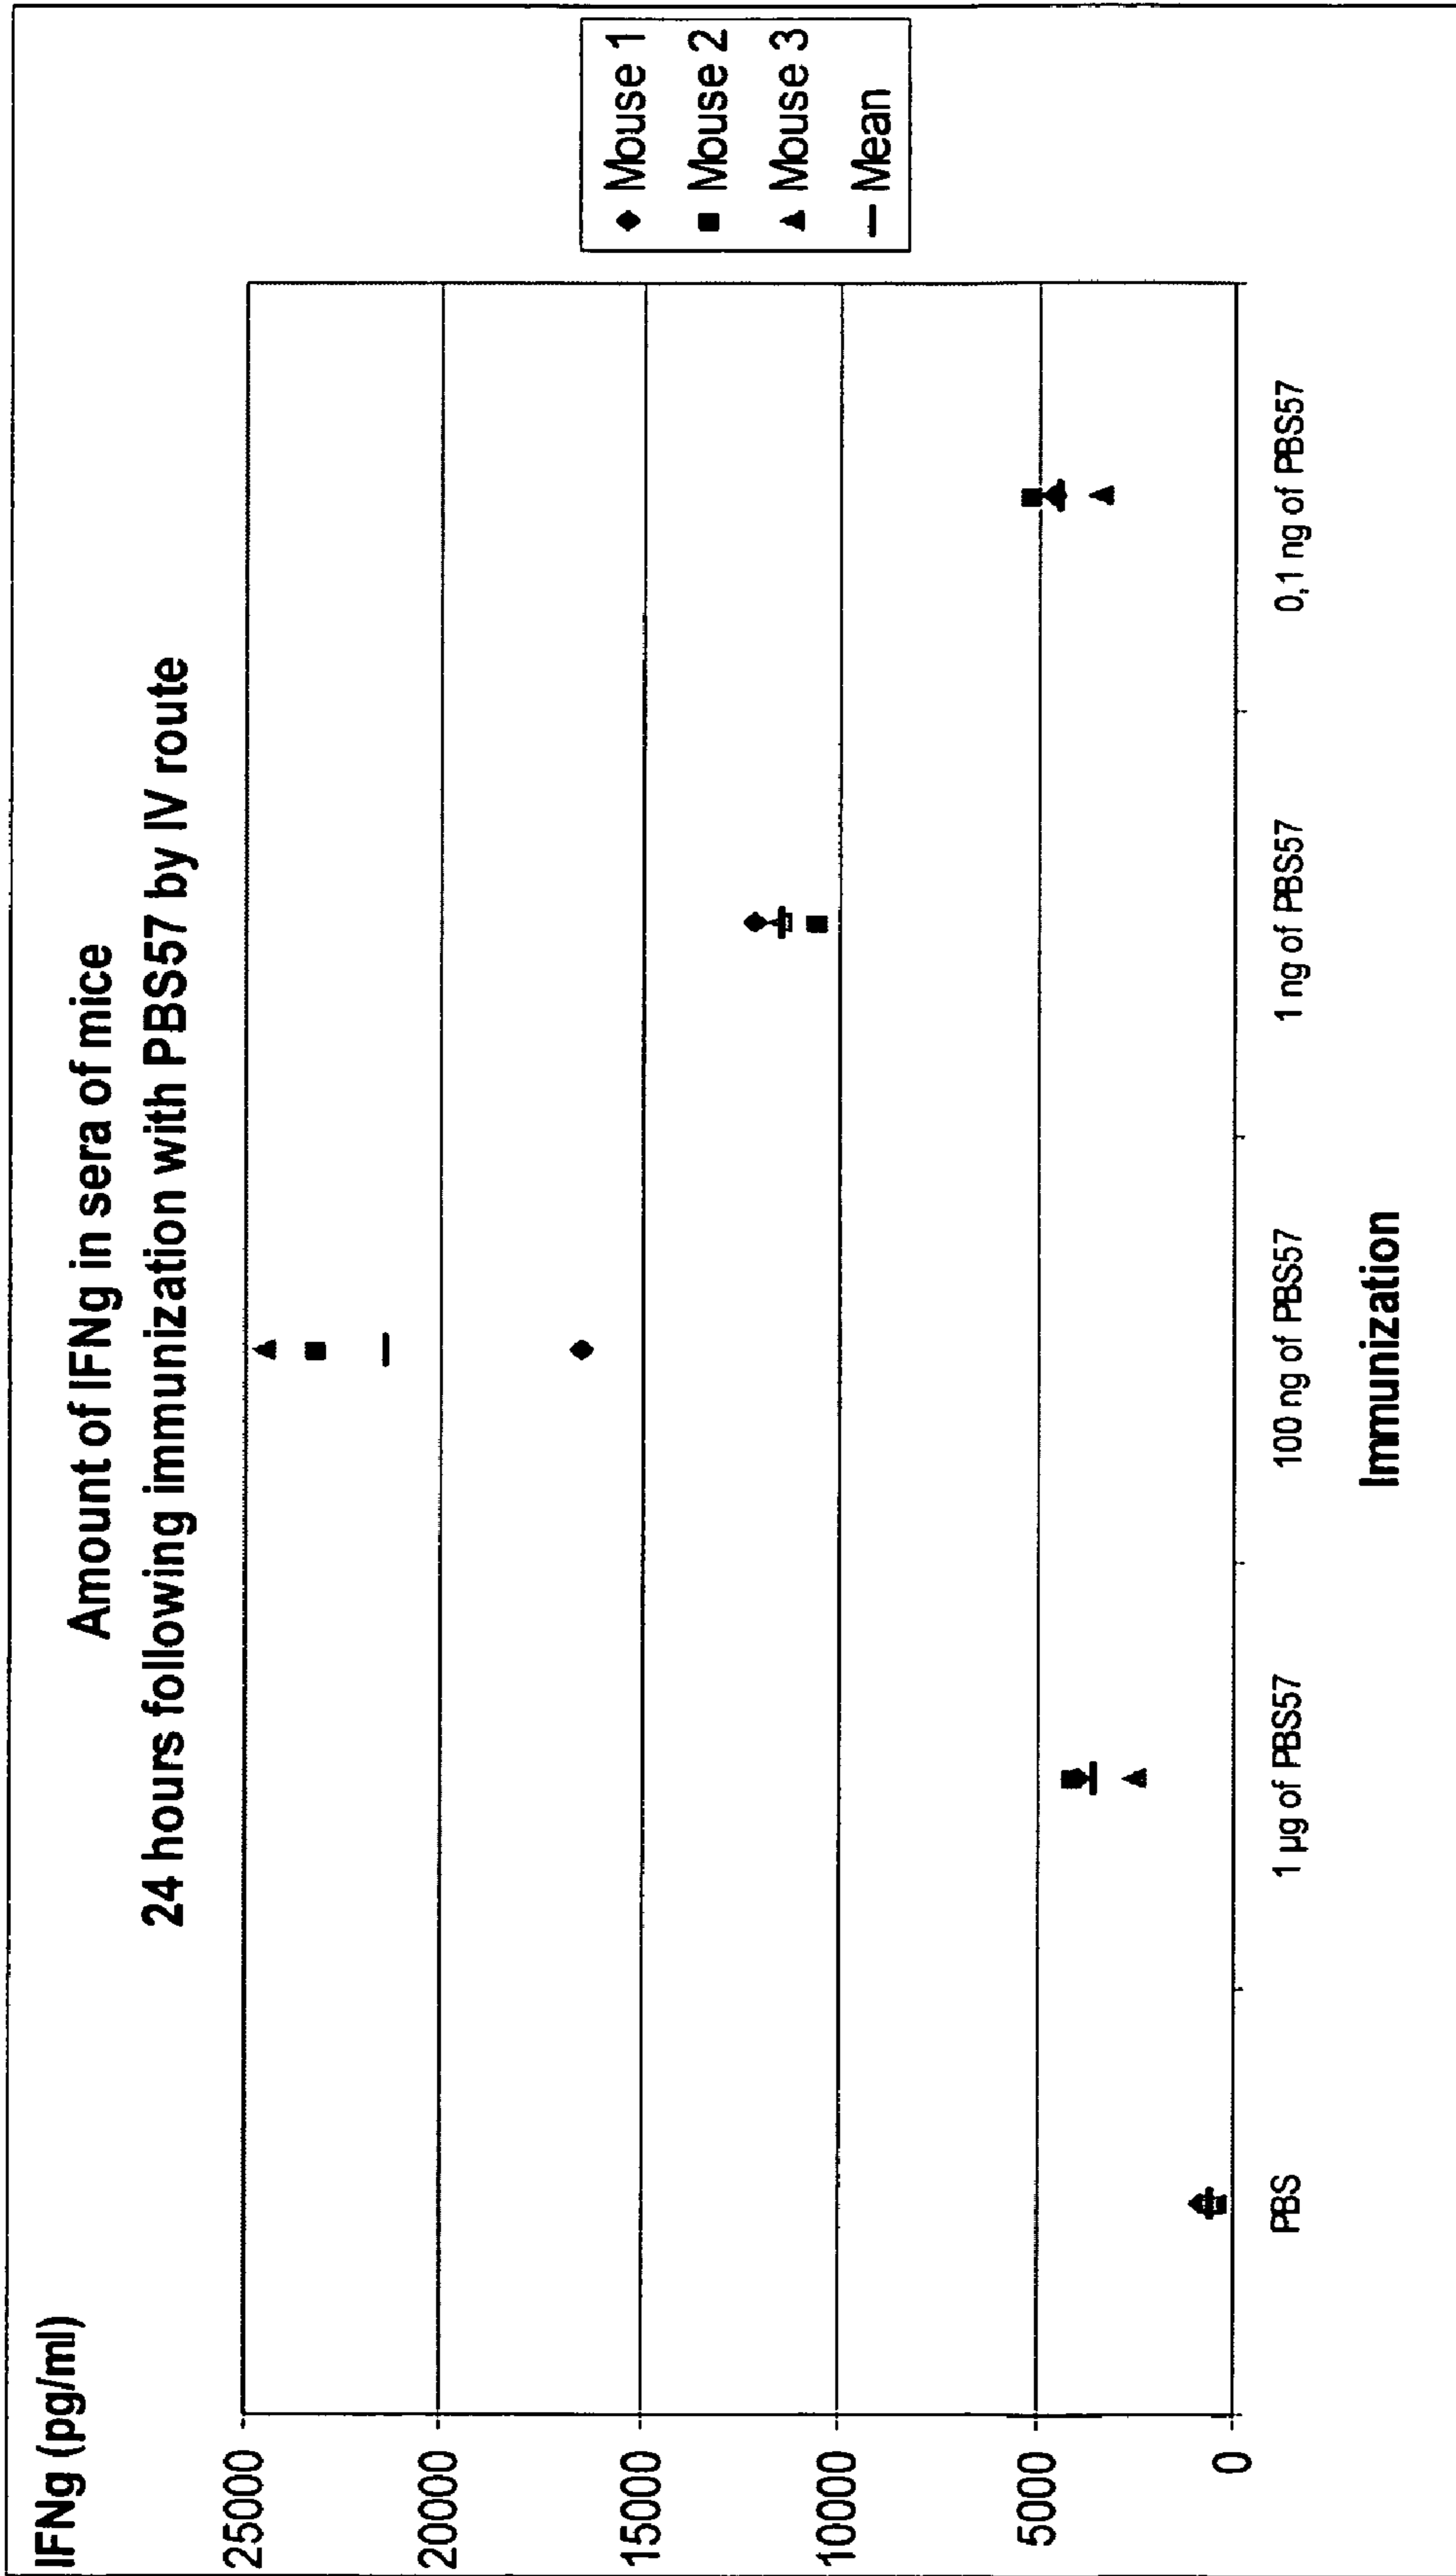 Amount of IFNg in sera of mice
24 hours following immunization with PBS57 by IV route
IFNg (pg/ml)
25000
20000
15000
10000
5000
0
PBS
1 µg of PBS57
100 ng of PBS57
1 ng of PBS57
0,1 ng of PBS57
Immunization
Mouse 1
Mouse 2
Mouse 3
Mean